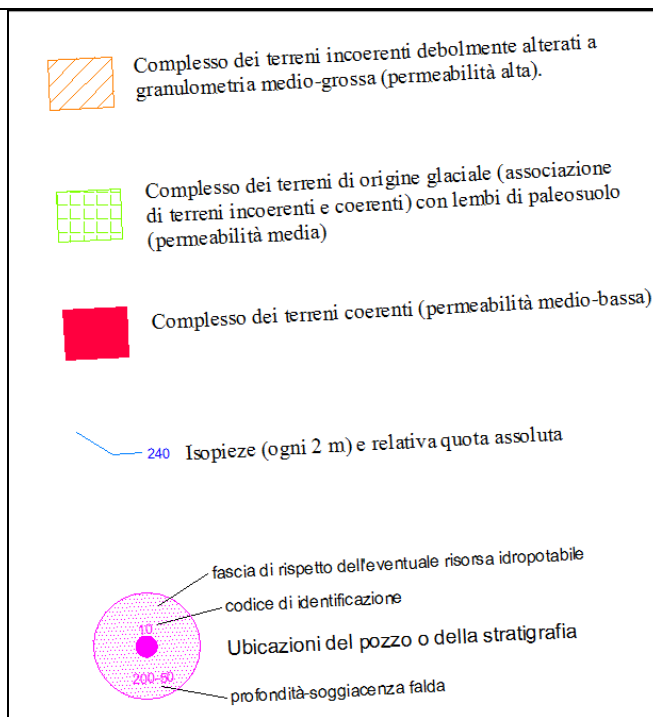 Complesso dei terreni incoerenti debolmente alterati a
granulometria medio-grossa (permeabilità alta).
Complesso dei terreni di origine glaciale (associazione
di terreni incoerenti e coerenti) con lembi di paleosuolo
(permeabilità media)
Complesso dei terreni coerenti (permeabilità medio-bassa)
240 Isopieze (ogni 2 m) e relativa quota assoluta
fascia di rispetto dell'eventuale risorsa idropotabile
codice di identificazione
10
Ubicazioni del pozzo o della stratigrafia
200-50
profondità-soggiacenza falda